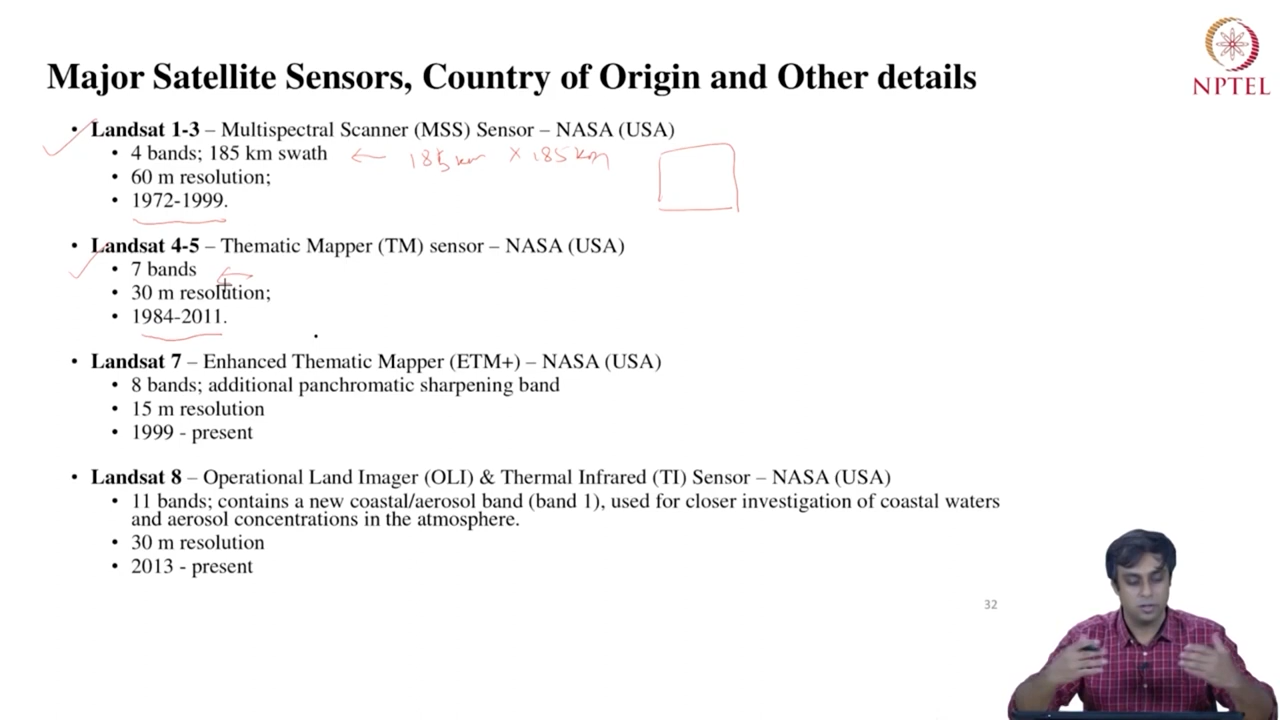 Major Satellite Sensors, Country of Origin and Other details
NPTEL
• Landsat 1-3 – Multispectral Scanner (MSS) Sensor – NASA (USA)
• 4 bands; 185 km swath ← 185 km × 185 km
• 60 m resolution;
• 1972-1999.
• Landsat 4-5 – Thematic Mapper (TM) sensor – NASA (USA)
• 7 bands
• 30 m resolution;
• 1984-2011.
• Landsat 7 – Enhanced Thematic Mapper (ETM+) – NASA (USA)
• 8 bands; additional panchromatic sharpening band
• 15 m resolution
• 1999 - present
• Landsat 8 – Operational Land Imager (OLI) & Thermal Infrared (TI) Sensor – NASA (USA)
• 11 bands; contains a new coastal/aerosol band (band 1), used for closer investigation of coastal waters
and aerosol concentrations in the atmosphere.
• 30 m resolution
• 2013 - present
32